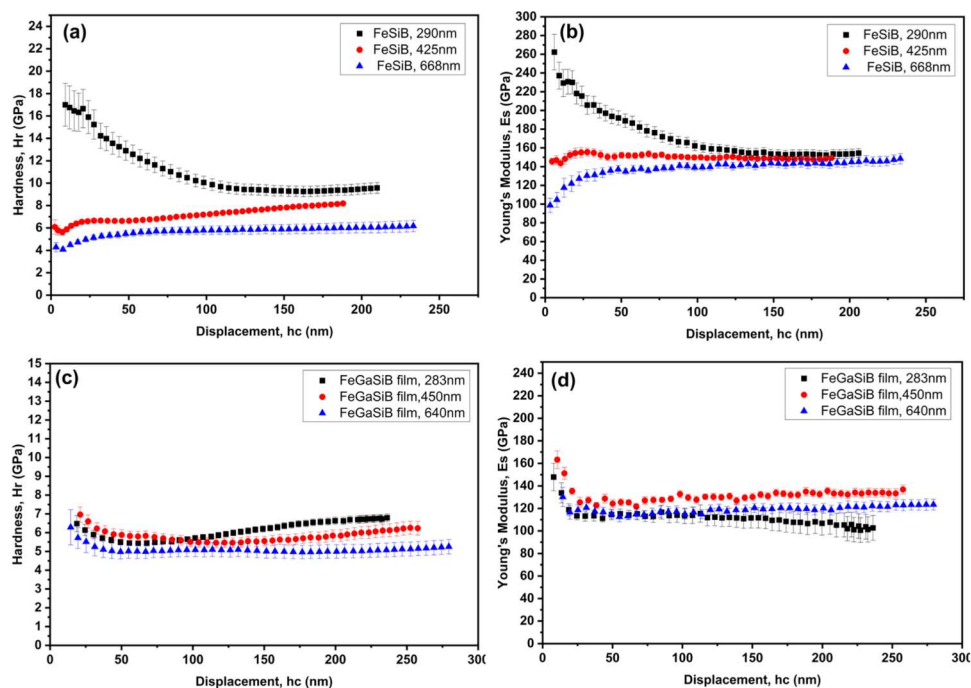 (a)
FeSiB, 290nm
FeSiB, 425nm
FeSiB, 668nm
Hardness, Hr (GPa)
24
22
20
18
16
14
12
10
8
6
4
2
0
0 50 100 150 200 250
Displacement, hc (nm)
(b)
FeSiB, 290nm
FeSiB, 425nm
FeSiB, 668nm
Young's Modulus, Es (GPa)
300
280
260
240
220
200
180
160
140
120
100
80
60
40
20
0
0 50 100 150 200 250
Displacement, hc (nm)
(c)
FeGaSiB film, 283nm
FeGaSiB film,450nm
FeGaSiB film, 640nm
Hardness, Hr (GPa)
15
14
13
12
11
10
9
8
7
6
5
4
3
2
1
0
0 50 100 150 200 250 300
Displacement, hc (nm)
(d)
FeGaSiB film, 283nm
FeGaSiB film,450nm
FeGaSiB film, 640nm
Young's Modulus, Es (GPa)
240
220
200
180
160
140
120
100
80
60
40
20
0
0 50 100 150 200 250 300
Displacement, hc (nm)